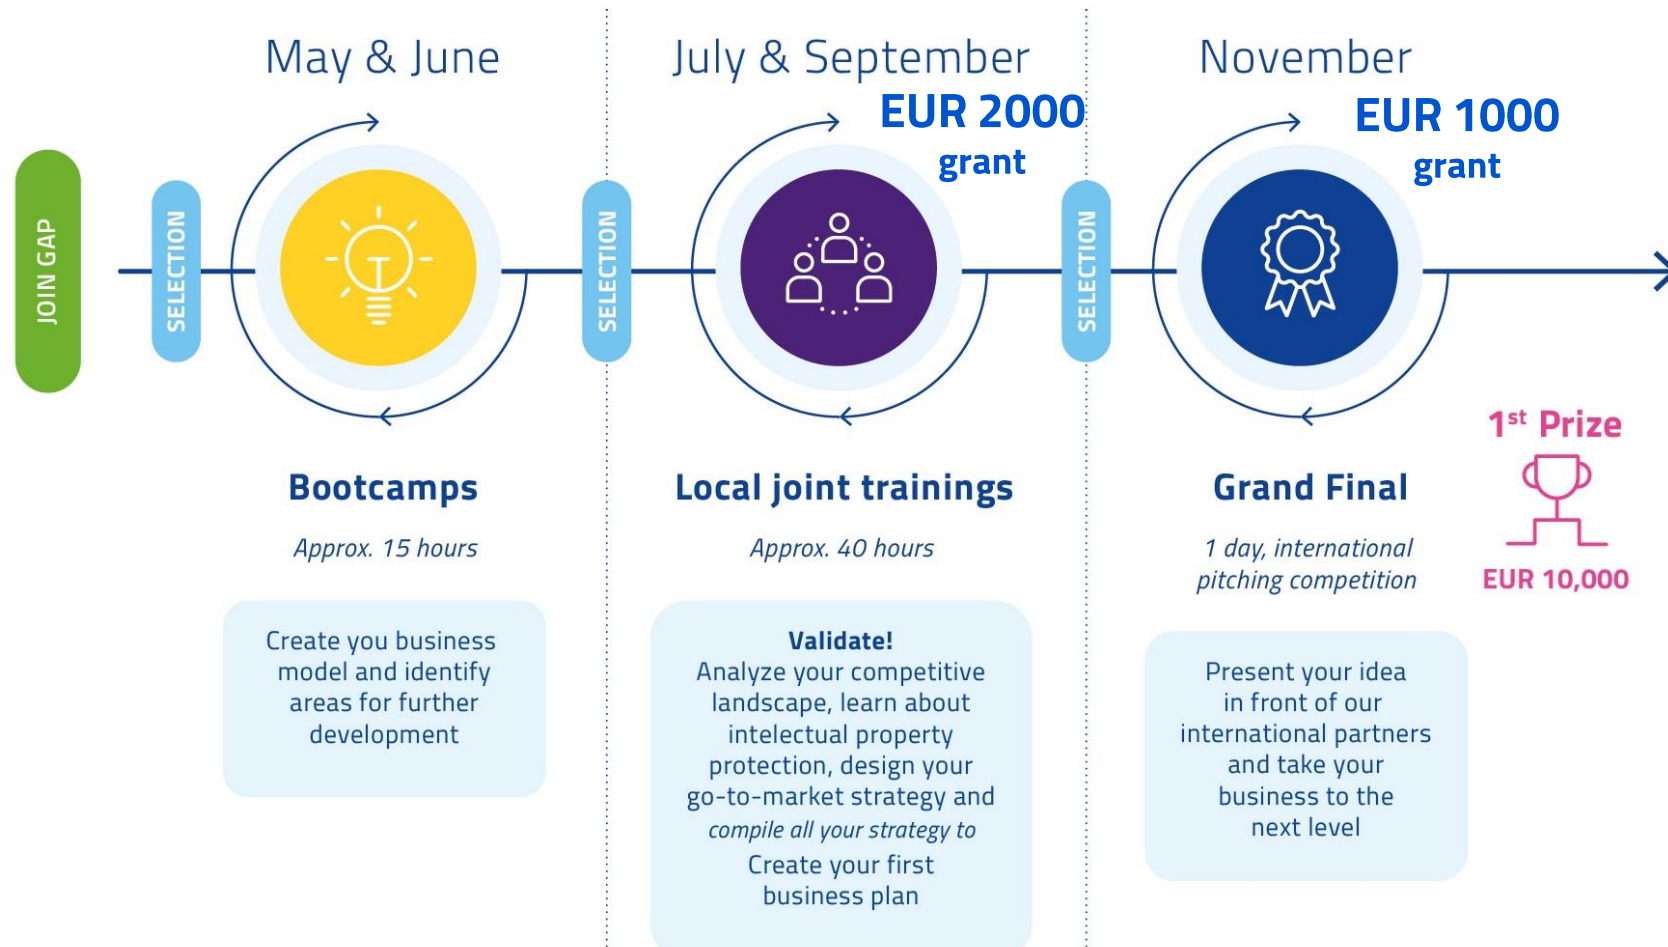 JOIN GAP
SELECTION
May & June
Bootcamps
Approx. 15 hours
Create you business
model and identify
areas for further
development
SELECTION
July & September
EUR 2000
grant
Local joint trainings
Approx. 40 hours
Validate!
Analyze your competitive
landscape, learn about
intelectual property
protection, design your
go-to-market strategy and
compile all your strategy to
Create your first
business plan
SELECTION
November
EUR 1000
grant
Grand Final
1 day, international
pitching competition
Present your idea
in front of our
international partners
and take your
business to the
next level
1st Prize
EUR 10,000